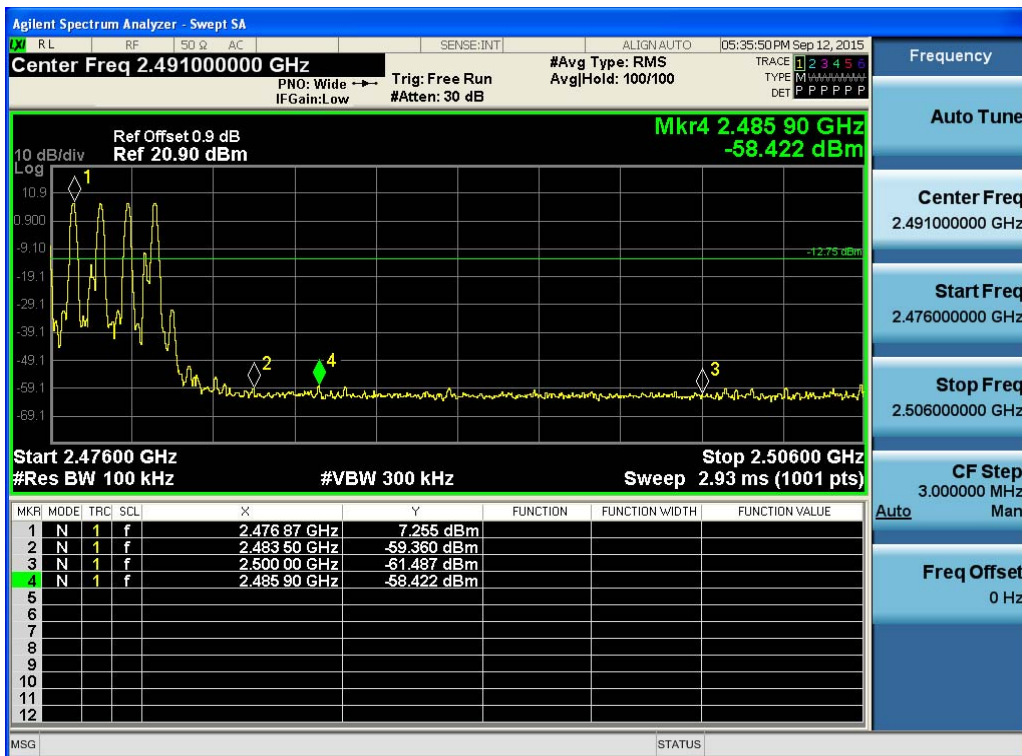 Agilent Spectrum Analyzer - Swept SA
LXI RL RF 50 Ω AC SENSE:INT ALIGN AUTO 05:35:50 PM Sep 12, 2015
Center Freq 2.491000000 GHz
PNO: Wide
IFGain:Low
Trig: Free Run
#Atten: 30 dB
#Avg Type: RMS
Avg|Hold: 100/100
TRACE 1 2 3 4 5 6
TYPE M
DET P P P P P P
Mkr4 2.485 90 GHz
-58.422 dBm
Ref Offset 0.9 dB
10 dB/div Ref 20.90 dBm
Log
10.9
0.900
-9.10
-19.1
-29.1
-39.1
-49.1
-59.1
-69.1
1
2
4
3
-12.75 dBm
Start 2.47600 GHz Stop 2.50600 GHz
#Res BW 100 kHz #VBW 300 kHz Sweep 2.93 ms (1001 pts)
MKR MODE TRC SCL X Y FUNCTION FUNCTION WIDTH FUNCTION VALUE
1 N 1 f 2.476 87 GHz 7.255 dBm
2 N 1 f 2.483 50 GHz -59.360 dBm
3 N 1 f 2.500 00 GHz -61.487 dBm
4 N 1 f 2.485 90 GHz -58.422 dBm
5
6
7
8
9
10
11
12
MSG STATUS
Frequency
Auto Tune
Center Freq
2.491000000 GHz
Start Freq
2.476000000 GHz
Stop Freq
2.506000000 GHz
CF Step
3.000000 MHz
Auto Man
Freq Offset
0 Hz